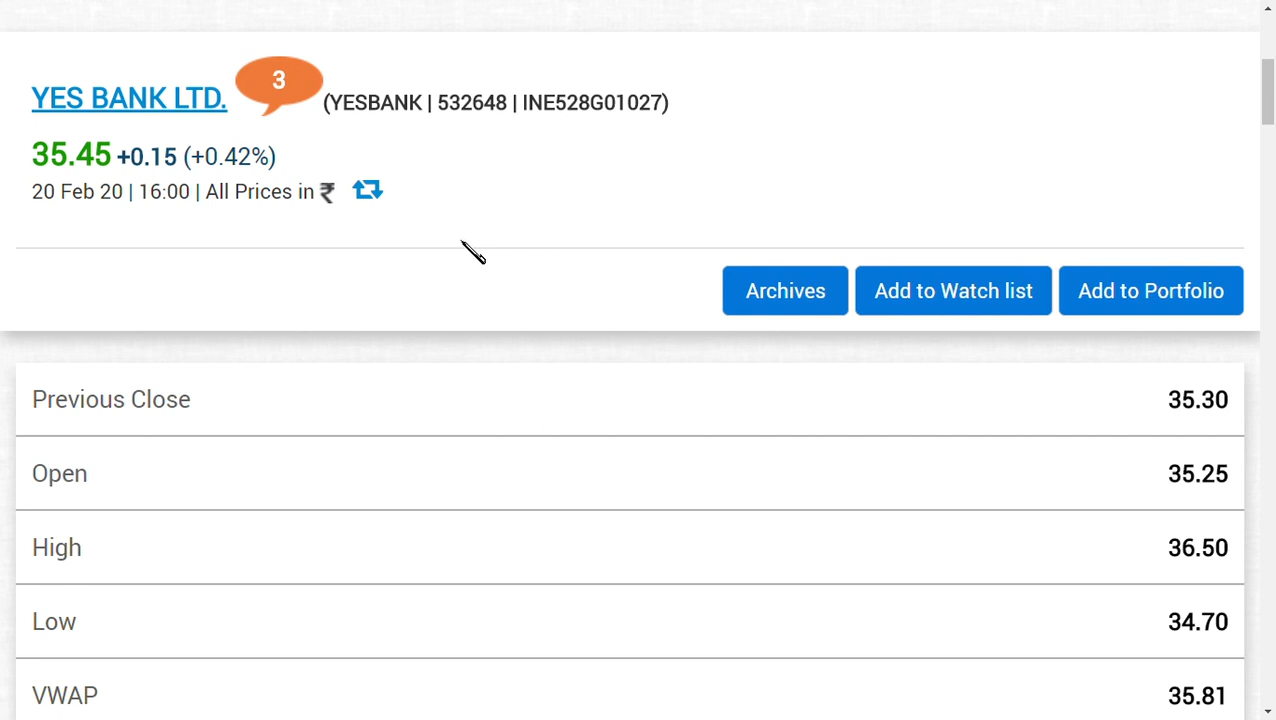 YES BANK LTD. 3 (YESBANK | 532648 | INE528G01027)
35.45 +0.15 (+0.42%)
20 Feb 20 | 16:00 | All Prices in ₹
Archives Add to Watch list Add to Portfolio
Previous Close 35.30
Open 35.25
High 36.50
Low 34.70
VWAP 35.81